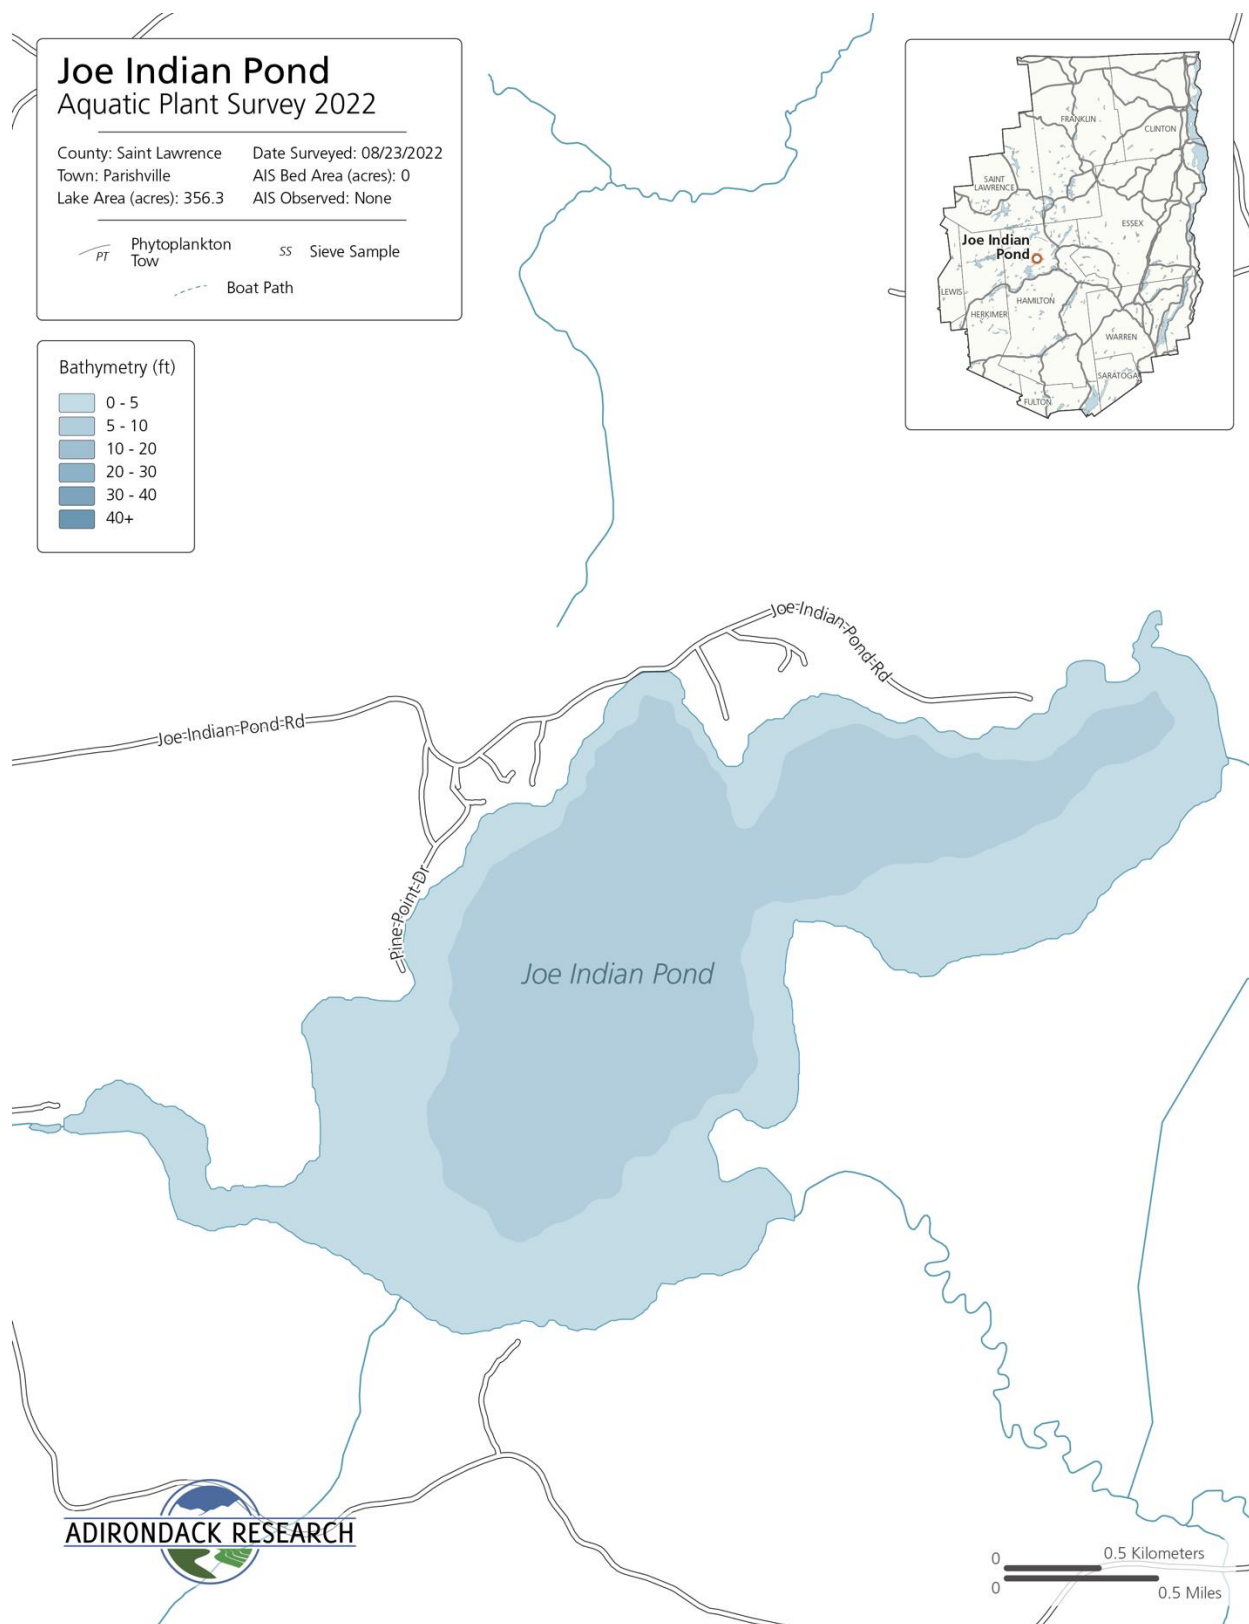 Joe Indian Pond
Aquatic Plant Survey 2022
County: Saint Lawrence
Town: Parishville
Lake Area (acres): 356.3
Date Surveyed: 08/23/2022
AIS Bed Area (acres): 0
AIS Observed: None
PT
Phytoplankton
Tow
SS Sieve Sample
Boat Path
Bathymetry (ft)
0 - 5
5 - 10
10 - 20
20 - 30
30 - 40
40+
FRANKLIN
CLINTON
SAINT
LAWRENCE
ESSEX
Joe Indian
Pond
LEWIS
HAMILTON
HERKIMER
WARREN
SARATOGA
FULTON
Joe-Indian-Pond-Rd
Joe-Indian-Pond-Rd
Pine-Point-Dr
Joe Indian Pond
ADIRONDACK RESEARCH
0 0.5 Kilometers
0 0.5 Miles